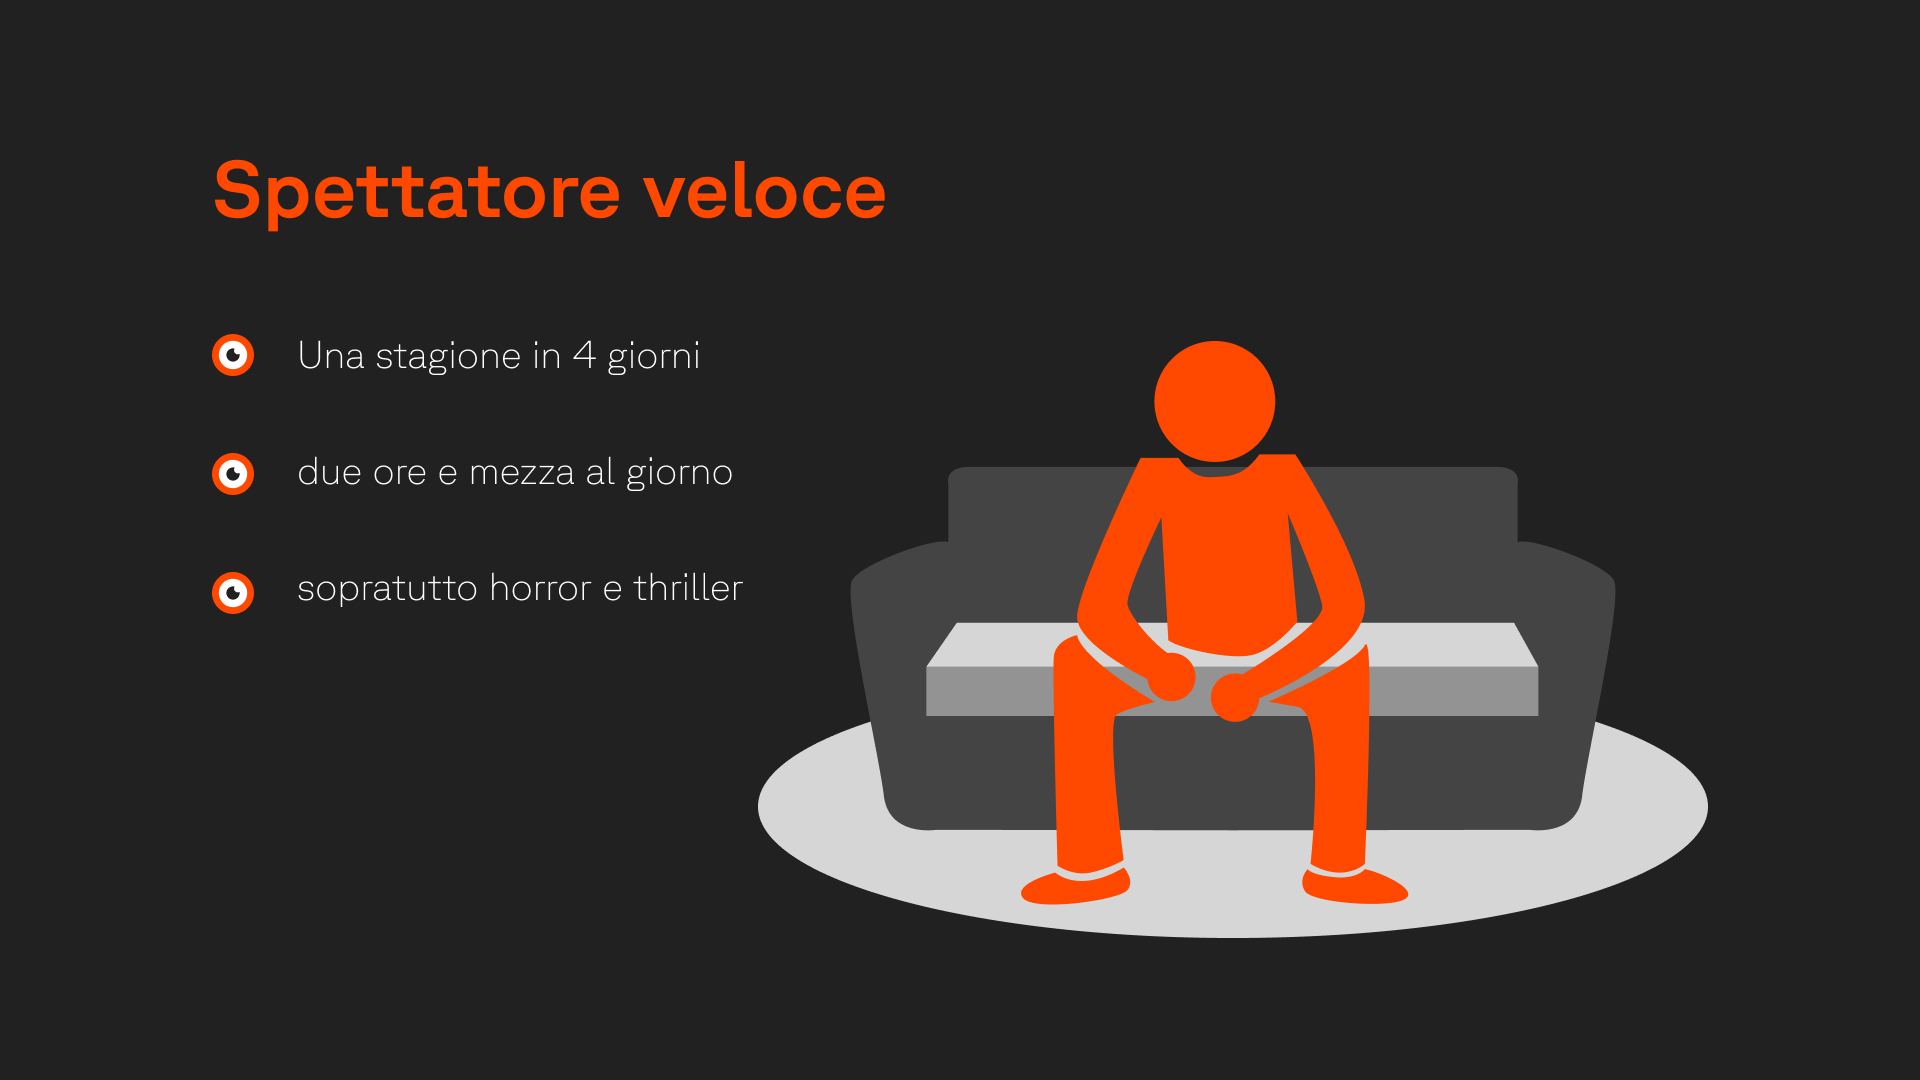 Spettatore veloce
Una stagione in 4 giorni
due ore e mezza al giorno
sopratutto horror e thriller